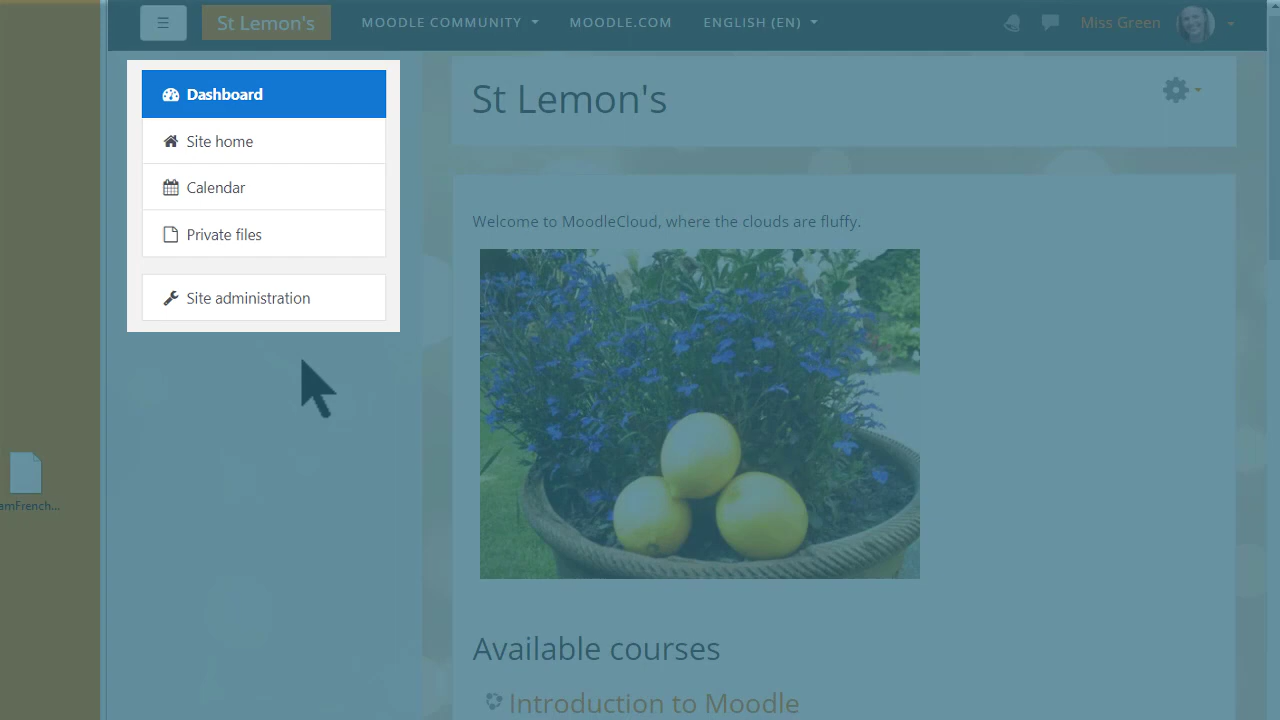 St Lemon's
MOODLE COMMUNITY
MOODLE.COM
ENGLISH (EN)
Miss Green
Dashboard
Site home
Calendar
Private files
Site administration
St Lemon's
Welcome to MoodleCloud, where the clouds are fluffy.
amFrench...
Available courses
Introduction to Moodle